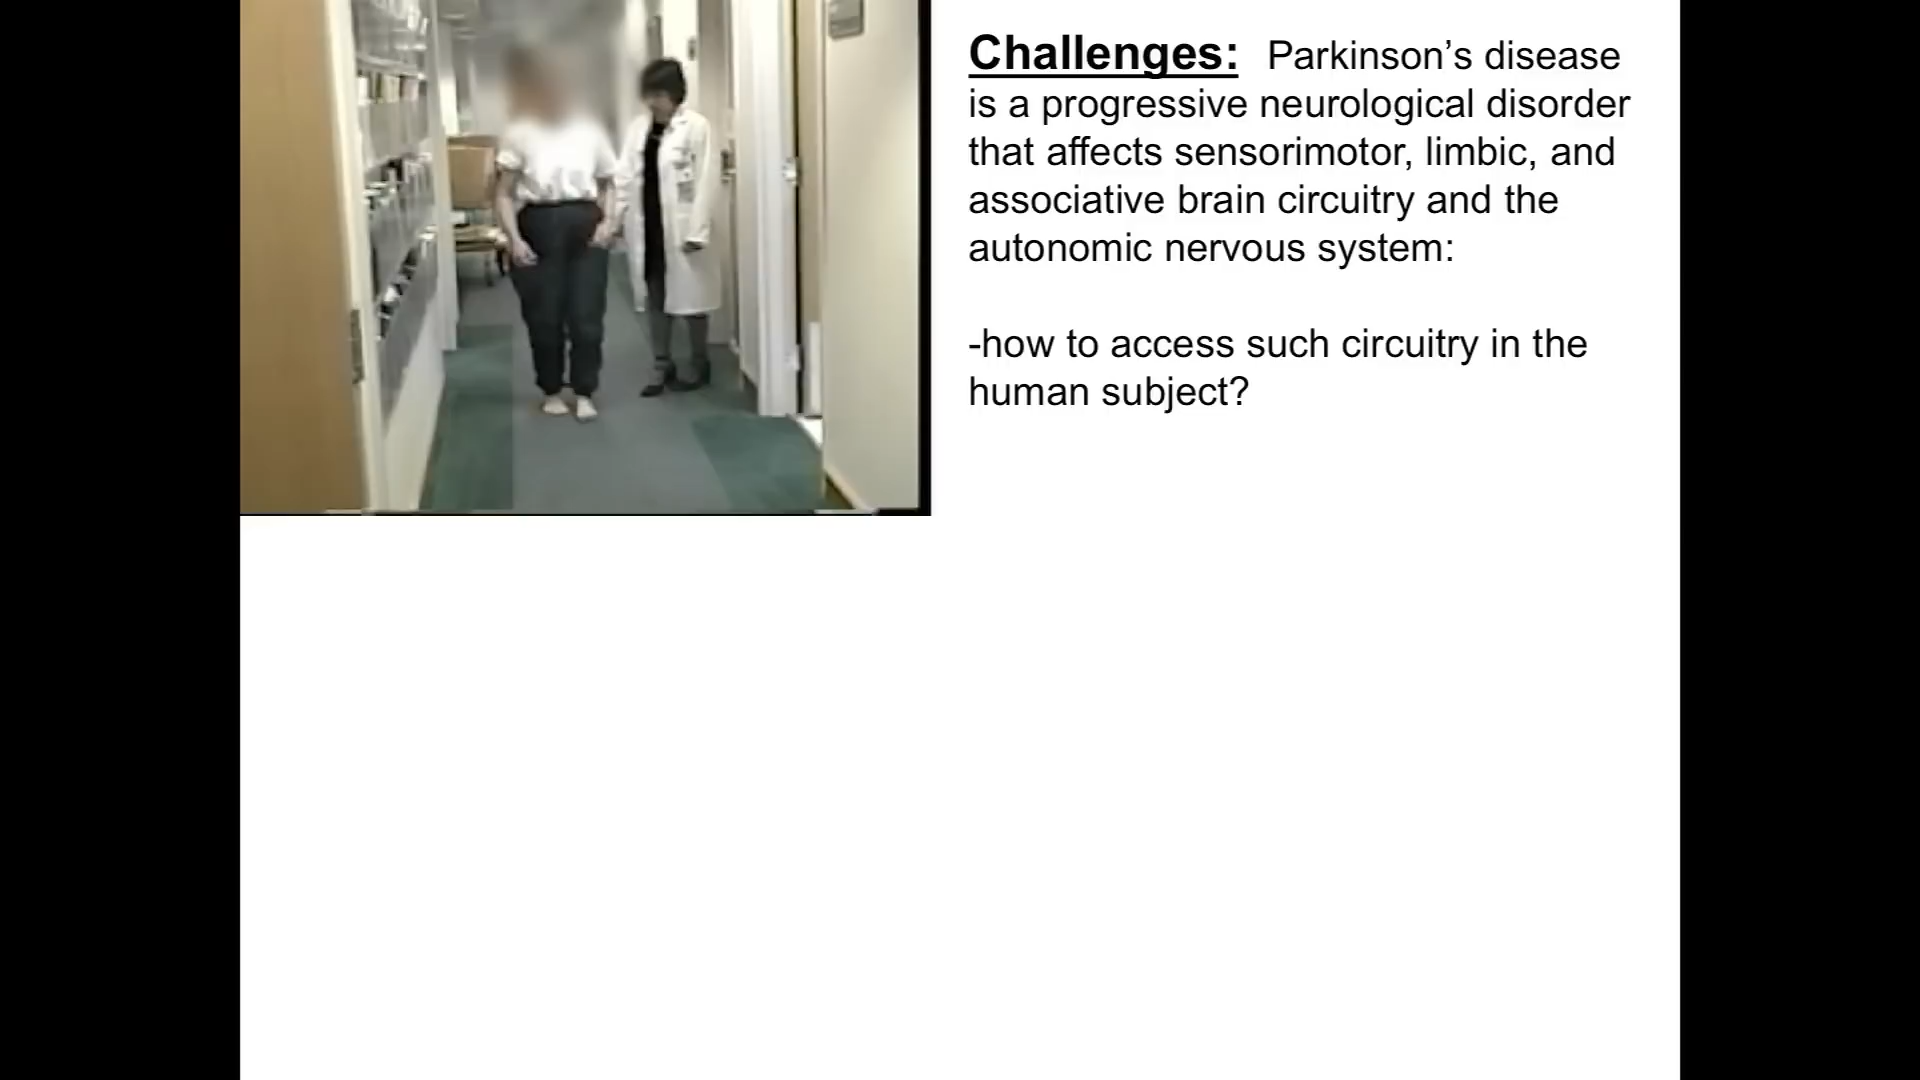 Challenges: Parkinson’s disease
is a progressive neurological disorder
that affects sensorimotor, limbic, and
associative brain circuitry and the
autonomic nervous system:
-how to access such circuitry in the
human subject?